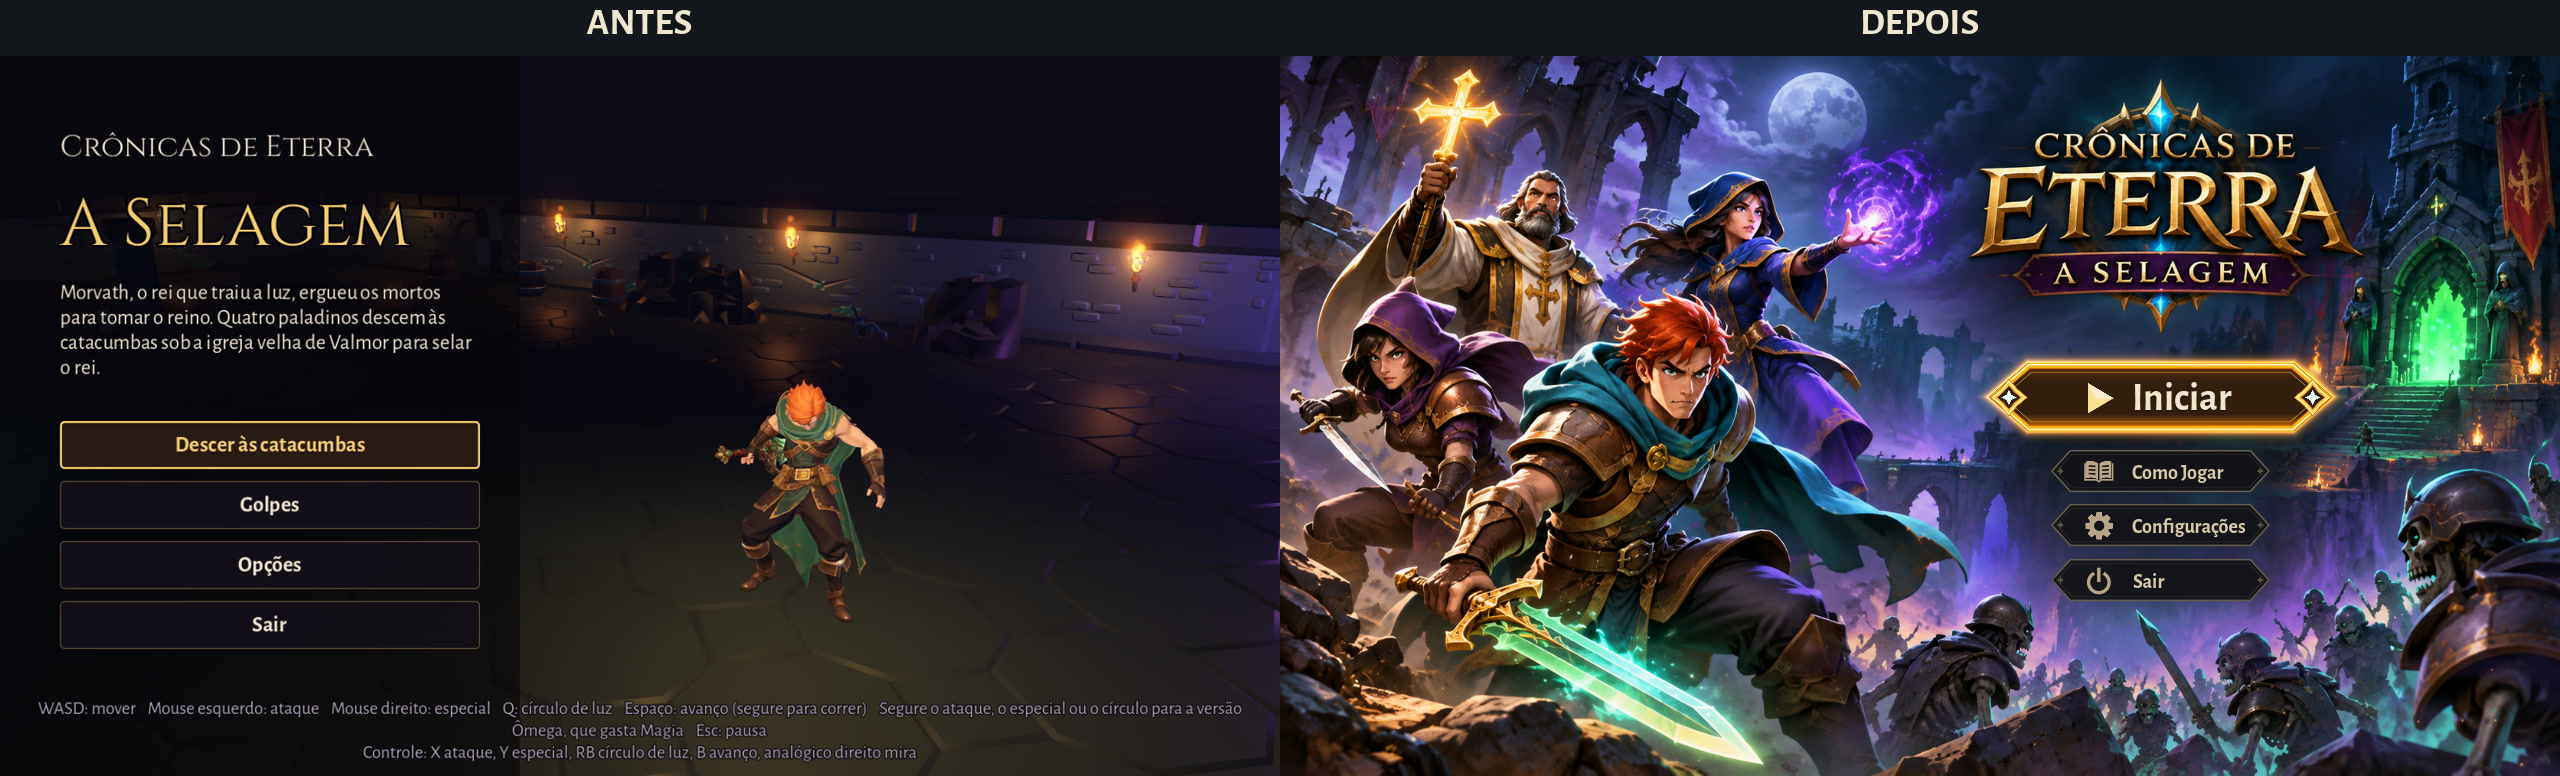 ANTES
CRÔNICAS DE ETERRA
A SELAGEM
Morvath, o rei que traiu a luz, ergueu os mortos
para tomar o reino. Quatro paladinos descem às
catacumbas sob a igreja velha de Valmor para selar
o rei.
Descer às catacumbas
Golpes
Opções
Sair
WASD: mover Mouse esquerdo: ataque Mouse direito: especial Q: círculo de luz Espaço: avanço (segure para correr) Segure o ataque, o especial ou o círculo para a versão
Ômega, que gasta Magia Esc: pausa
Controle: X ataque, Y especial, RB círculo de luz, B avanço, analógico direito mira
DEPOIS
CRÔNICAS DE
ETERRA
A SELAGEM
Iniciar
Como Jogar
Configurações
Sair